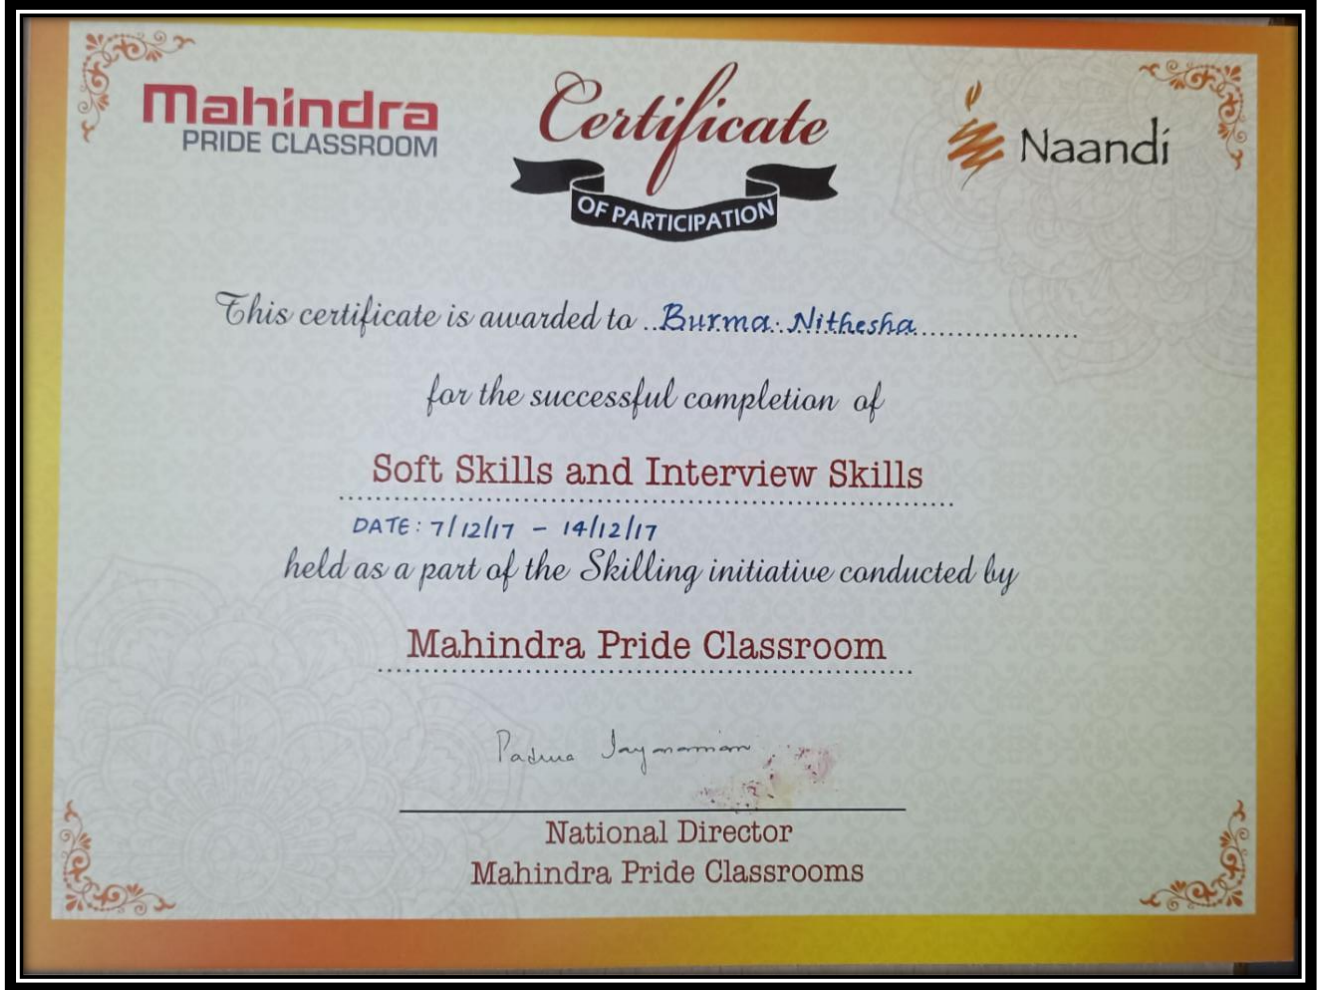 Mahindra
PRIDE CLASSROOM
Certificate
OF PARTICIPATION
Naandi
This certificate is awarded to ..Burma Nithesha..................
for the successful completion of
Soft Skills and Interview Skills
DATE: 7/12/17 - 14/12/17
held as a part of the Skilling initiative conducted by
Mahindra Pride Classroom
Padma
National Director
Mahindra Pride Classrooms